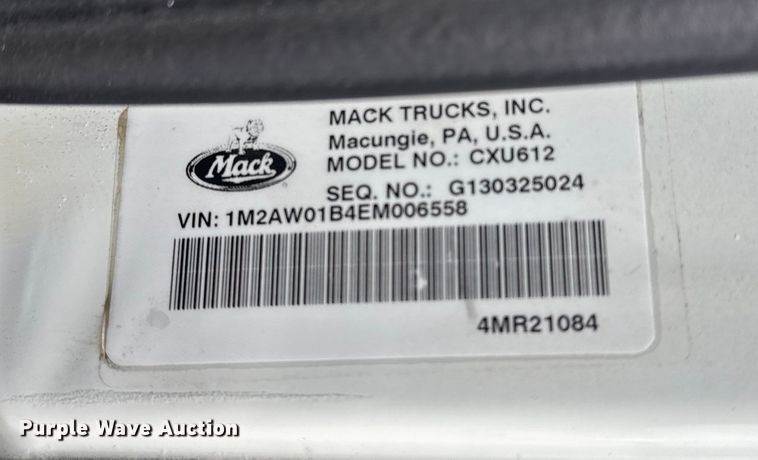 MACK TRUCKS, INC.
Macungie, PA, U.S.A.
MODEL NO.: CXU612
SEQ. NO.: G130325024
Mack
VIN: 1M2AW01B4EM006558
4MR21084
Purple Wave Auction